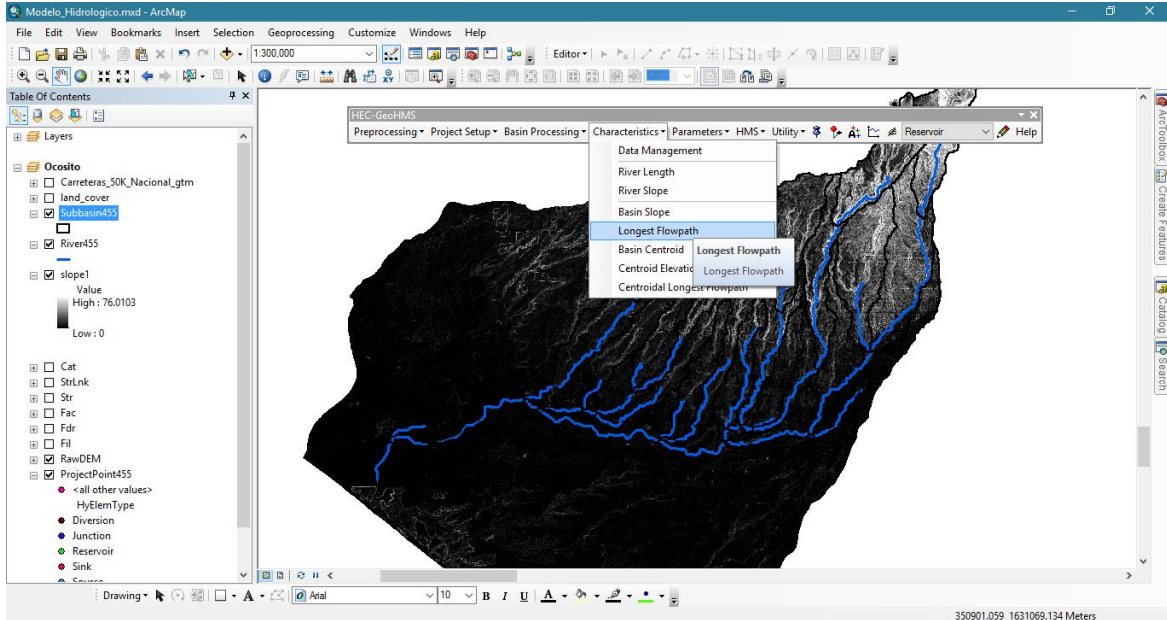 Modelo_Hidrologico.mxd - ArcMap
File Edit View Bookmarks Insert Selection Geoprocessing Customize Windows Help
1:300,000
Editor
100%
Table Of Contents
Layers
Ocosito
Carreteras_50K_Nacional_gtm
land_cover
Subbasin455
River455
slope1
Value
High : 76.0103
Low : 0
Cat
StrLnk
Str
Fac
Fdr
Fil
RawDEM
ProjectPoint455
<all other values>
HyElemType
Diversion
Junction
Reservoir
Sink
Source
HEC-GeoHMS
Preprocessing Project Setup Basin Processing Characteristics Parameters HMS Utility Reservoir Help
Data Management
River Length
River Slope
Basin Slope
Longest Flowpath
Basin Centroid
Centroid Elevatio
Centroidal Longest Flowpath
Longest Flowpath
Longest Flowpath
ArcToolbox
Create Features
Catalog
Search
Drawing Arial 10 B I U A
350901.059 1631069.134 Meters